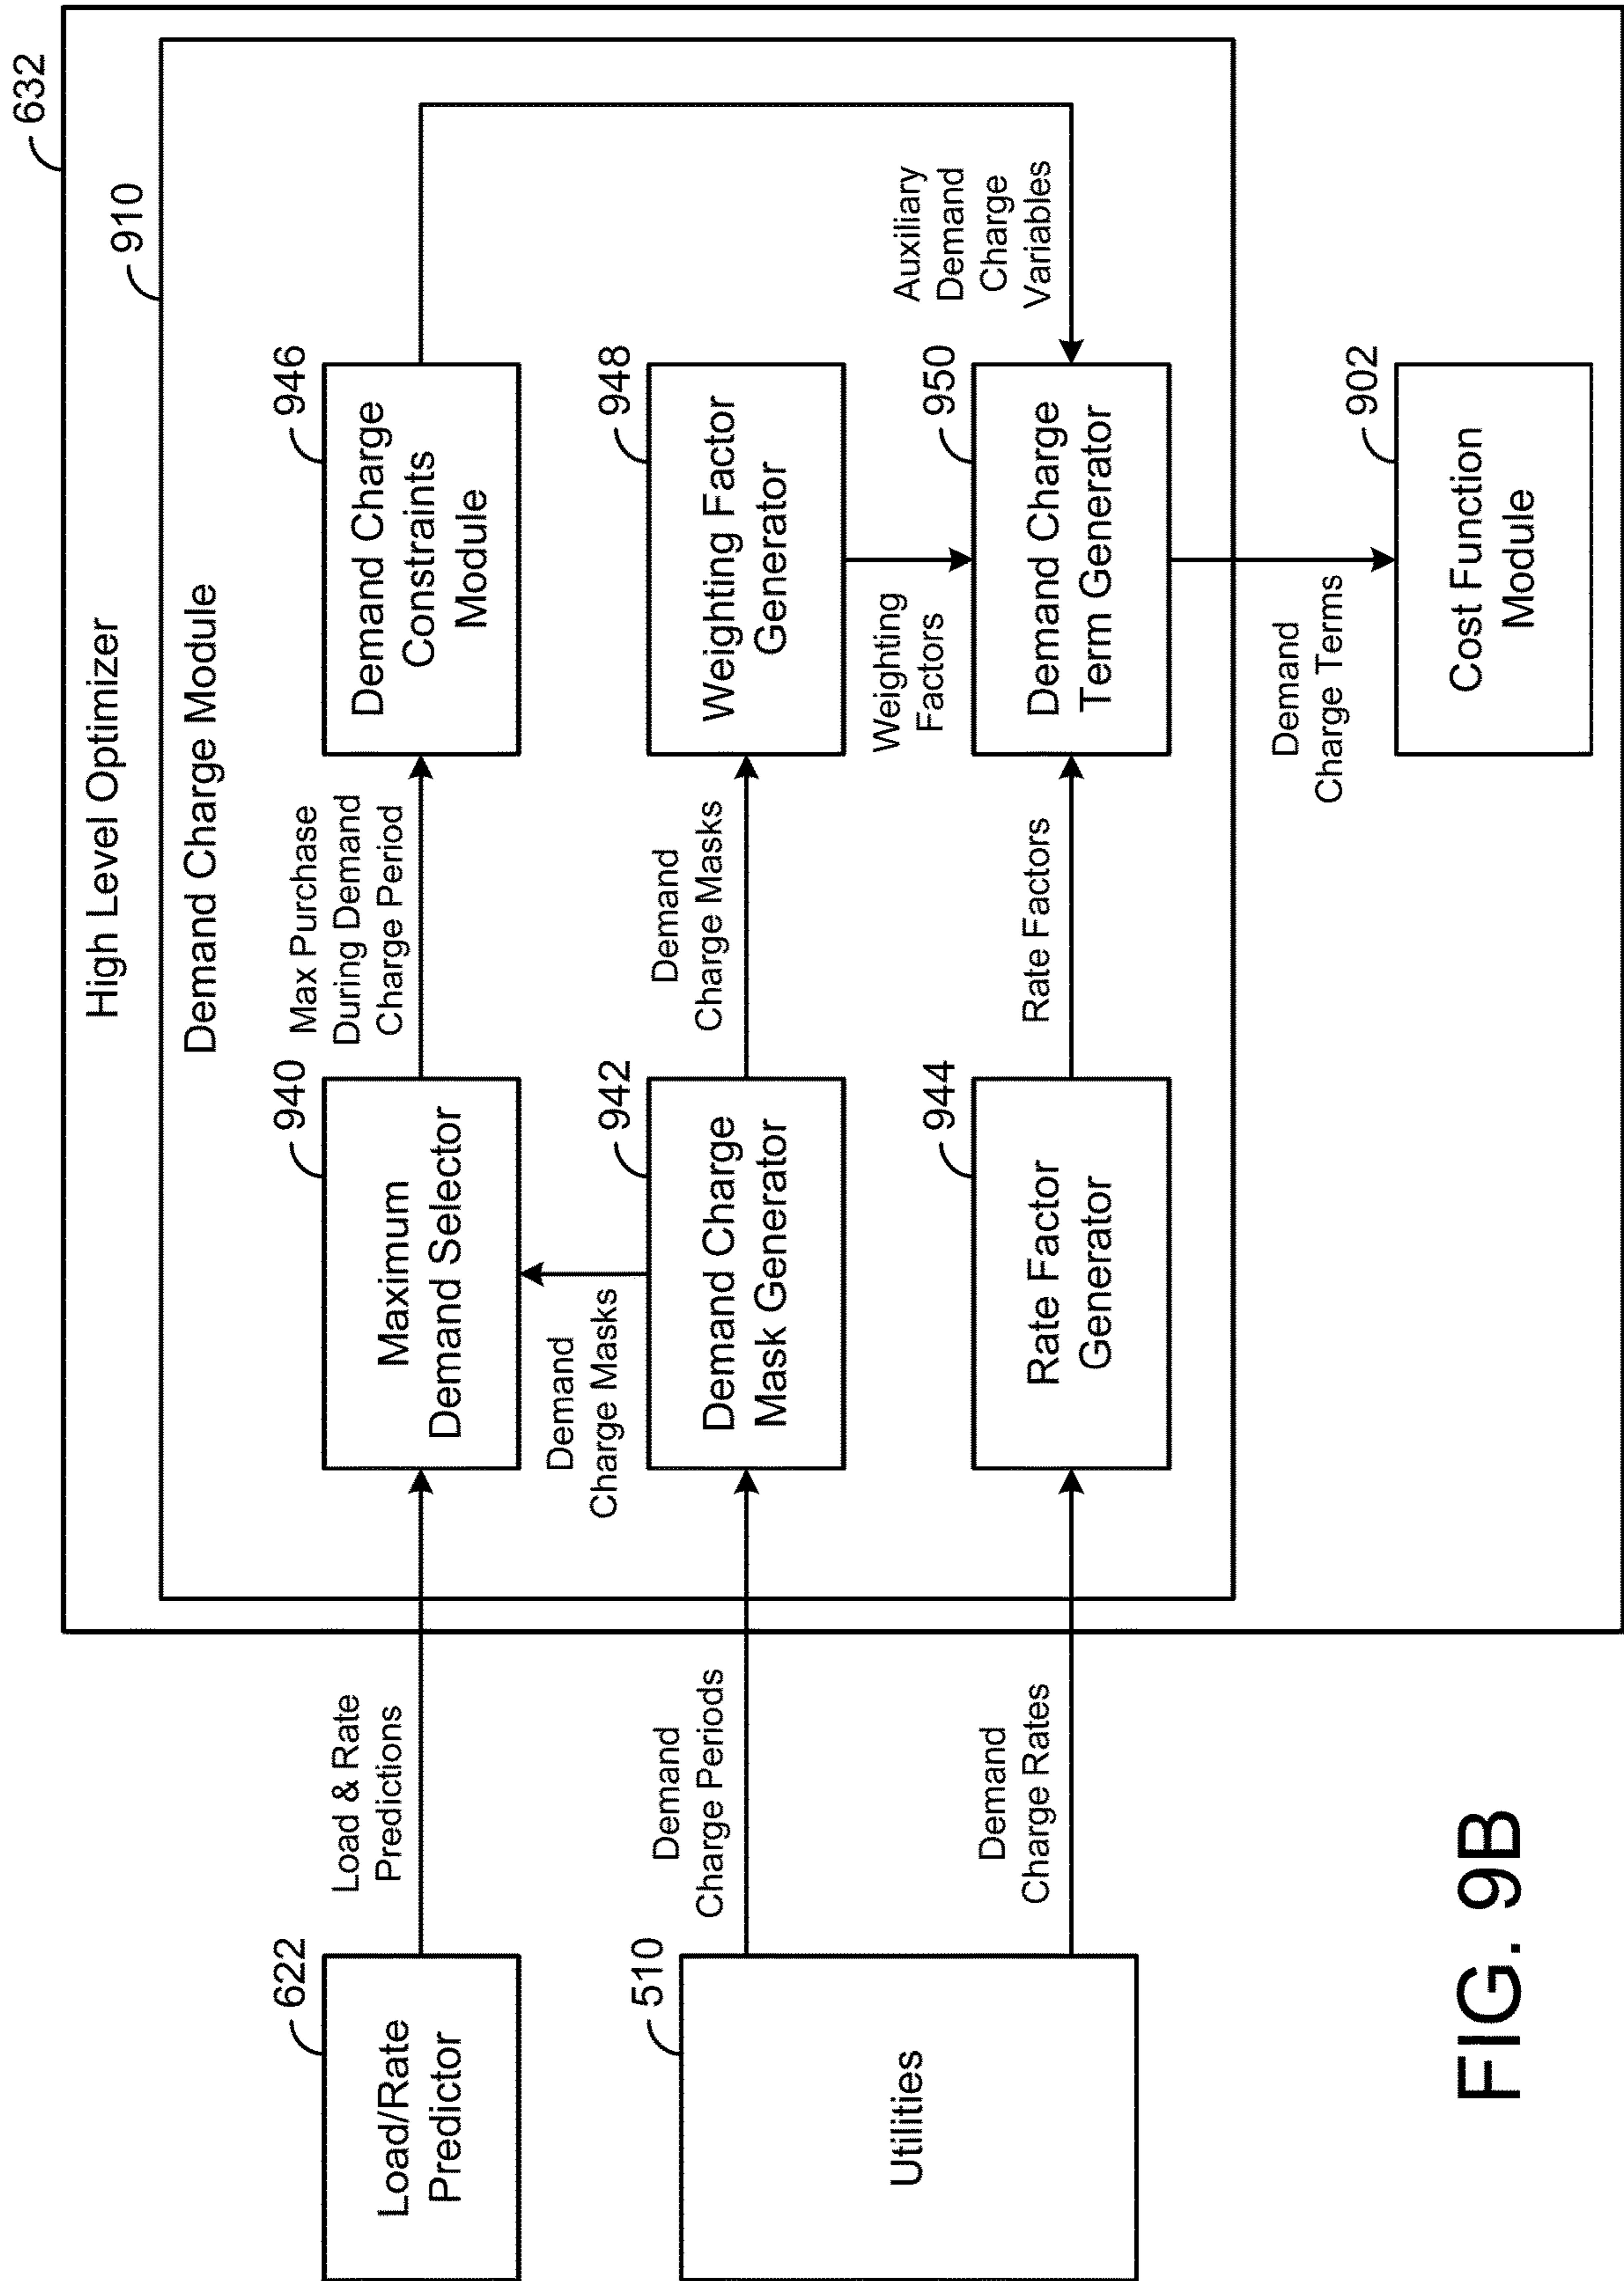 632
High Level Optimizer
910
Demand Charge Module
622
Load/Rate
Predictor
Load & Rate
Predictions
940
Maximum
Demand Selector
Max Purchase
During Demand
Charge Period
946
Demand Charge
Constraints
Module
Demand
Charge Masks
510
Utilities
Demand
Charge Periods
942
Demand Charge
Mask Generator
Demand
Charge Masks
948
Weighting Factor
Generator
Auxiliary
Demand
Charge
Variables
Weighting
Factors
Demand
Charge Rates
944
Rate Factor
Generator
Rate Factors
950
Demand Charge
Term Generator
Demand
Charge Terms
902
Cost Function
Module
FIG. 9B